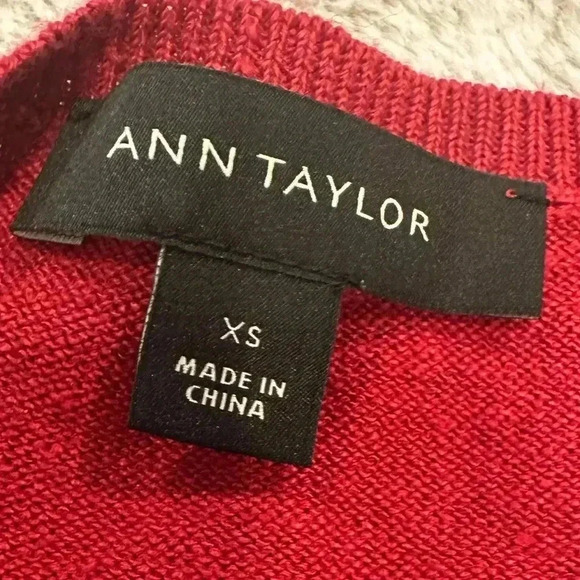 ANN TAYLOR
XS
MADE IN
CHINA